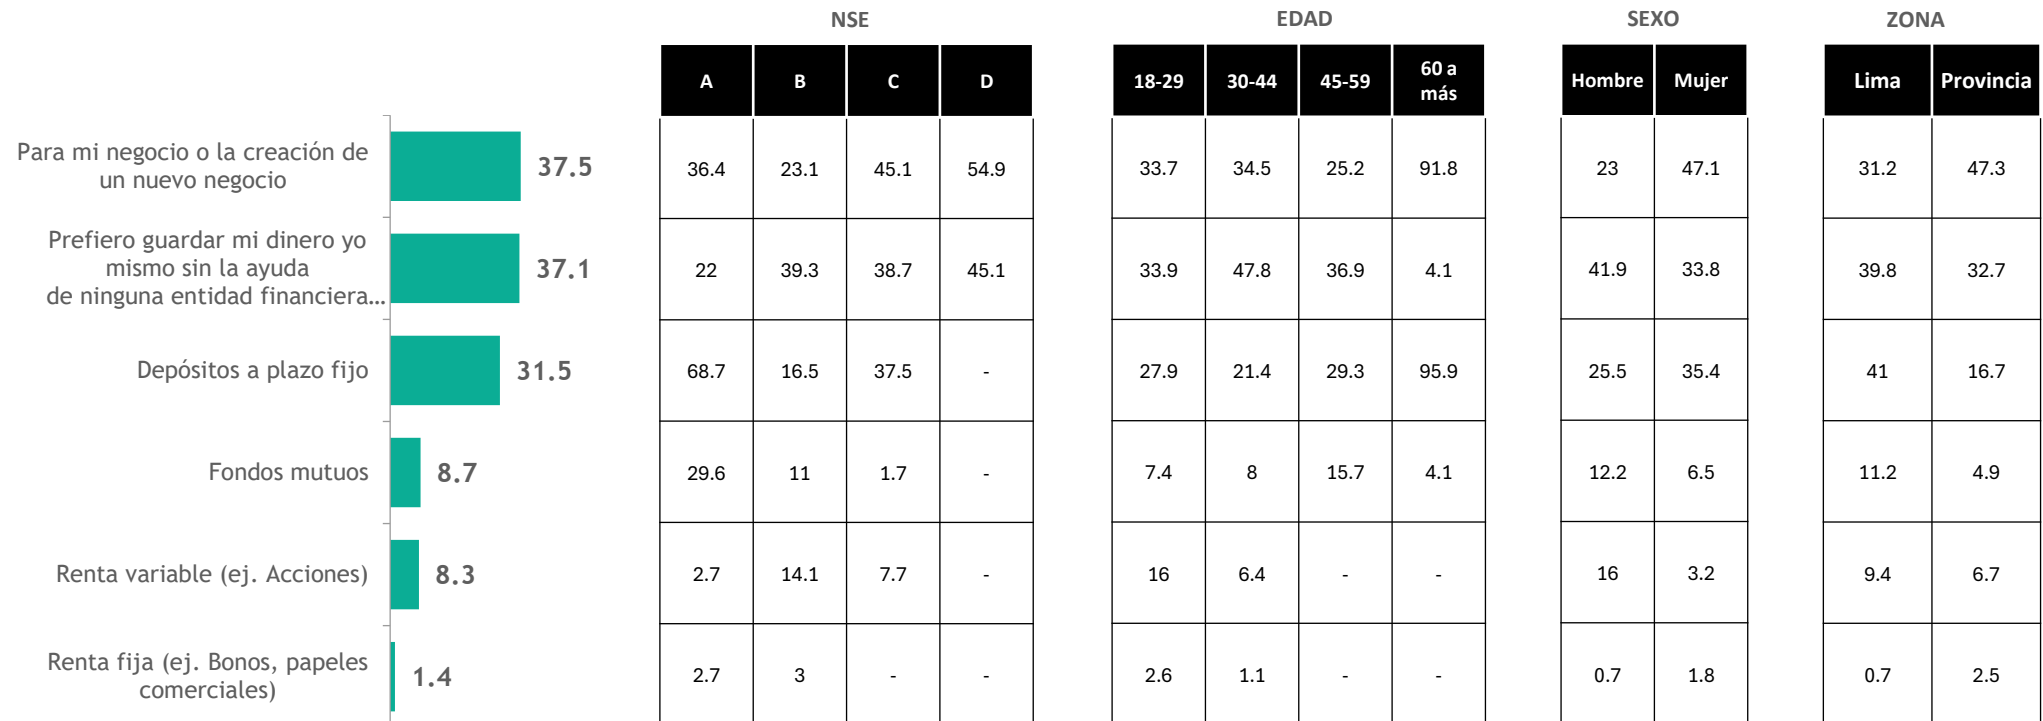 NSE EDAD SEXO ZONA
A B C D 18-29 30-44 45-59 60 a más Hombre Mujer Lima Provincia
Para mi negocio o la creación de
un nuevo negocio
37.5 36.4 23.1 45.1 54.9 33.7 34.5 25.2 91.8 23 47.1 31.2 47.3
Prefiero guardar mi dinero yo
mismo sin la ayuda
de ninguna entidad financiera…
37.1 22 39.3 38.7 45.1 33.9 47.8 36.9 4.1 41.9 33.8 39.8 32.7
Depósitos a plazo fijo
31.5 68.7 16.5 37.5 - 27.9 21.4 29.3 95.9 25.5 35.4 41 16.7
Fondos mutuos
8.7 29.6 11 1.7 - 7.4 8 15.7 4.1 12.2 6.5 11.2 4.9
Renta variable (ej. Acciones)
8.3 2.7 14.1 7.7 - 16 6.4 - - 16 3.2 9.4 6.7
Renta fija (ej. Bonos, papeles
comerciales)
1.4 2.7 3 - - 2.6 1.1 - - 0.7 1.8 0.7 2.5